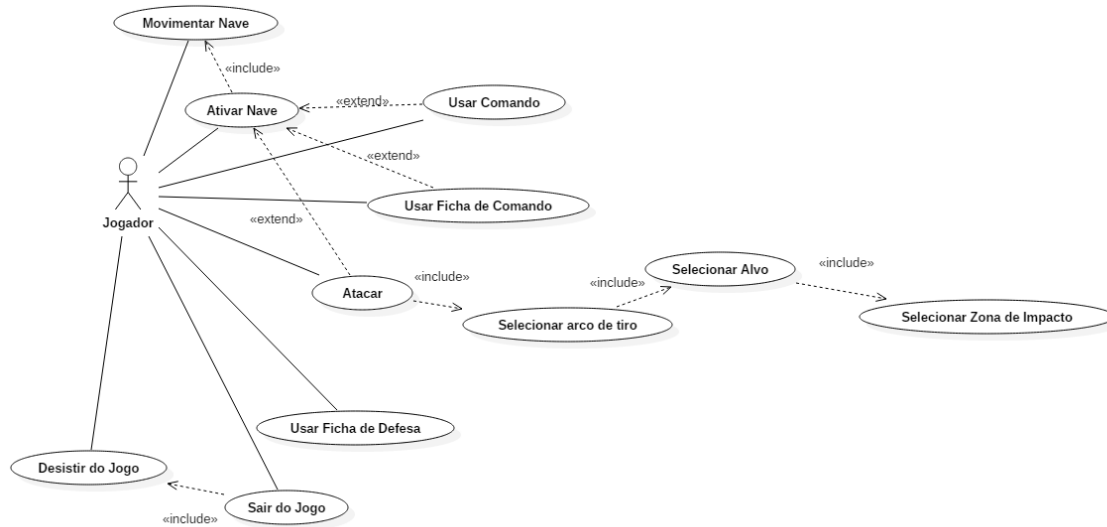 Movimentar Nave
«include»
Ativar Nave
«extend»
Usar Comando
«extend»
Jogador
Usar Ficha de Comando
«extend»
Atacar
«include»
Selecionar arco de tiro
«include»
Selecionar Alvo
«include»
Selecionar Zona de Impacto
Usar Ficha de Defesa
Desistir do Jogo
«include»
Sair do Jogo